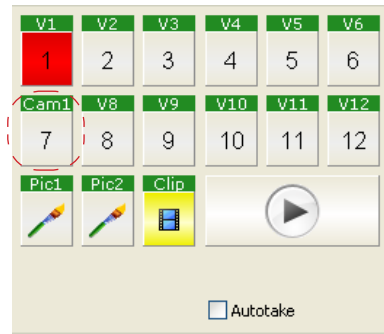 V1 V2 V3 V4 V5 V6
1 2 3 4 5 6
Cam1 V8 V9 V10 V11 V12
7 8 9 10 11 12
Pic1 Pic2 Clip
Autotake